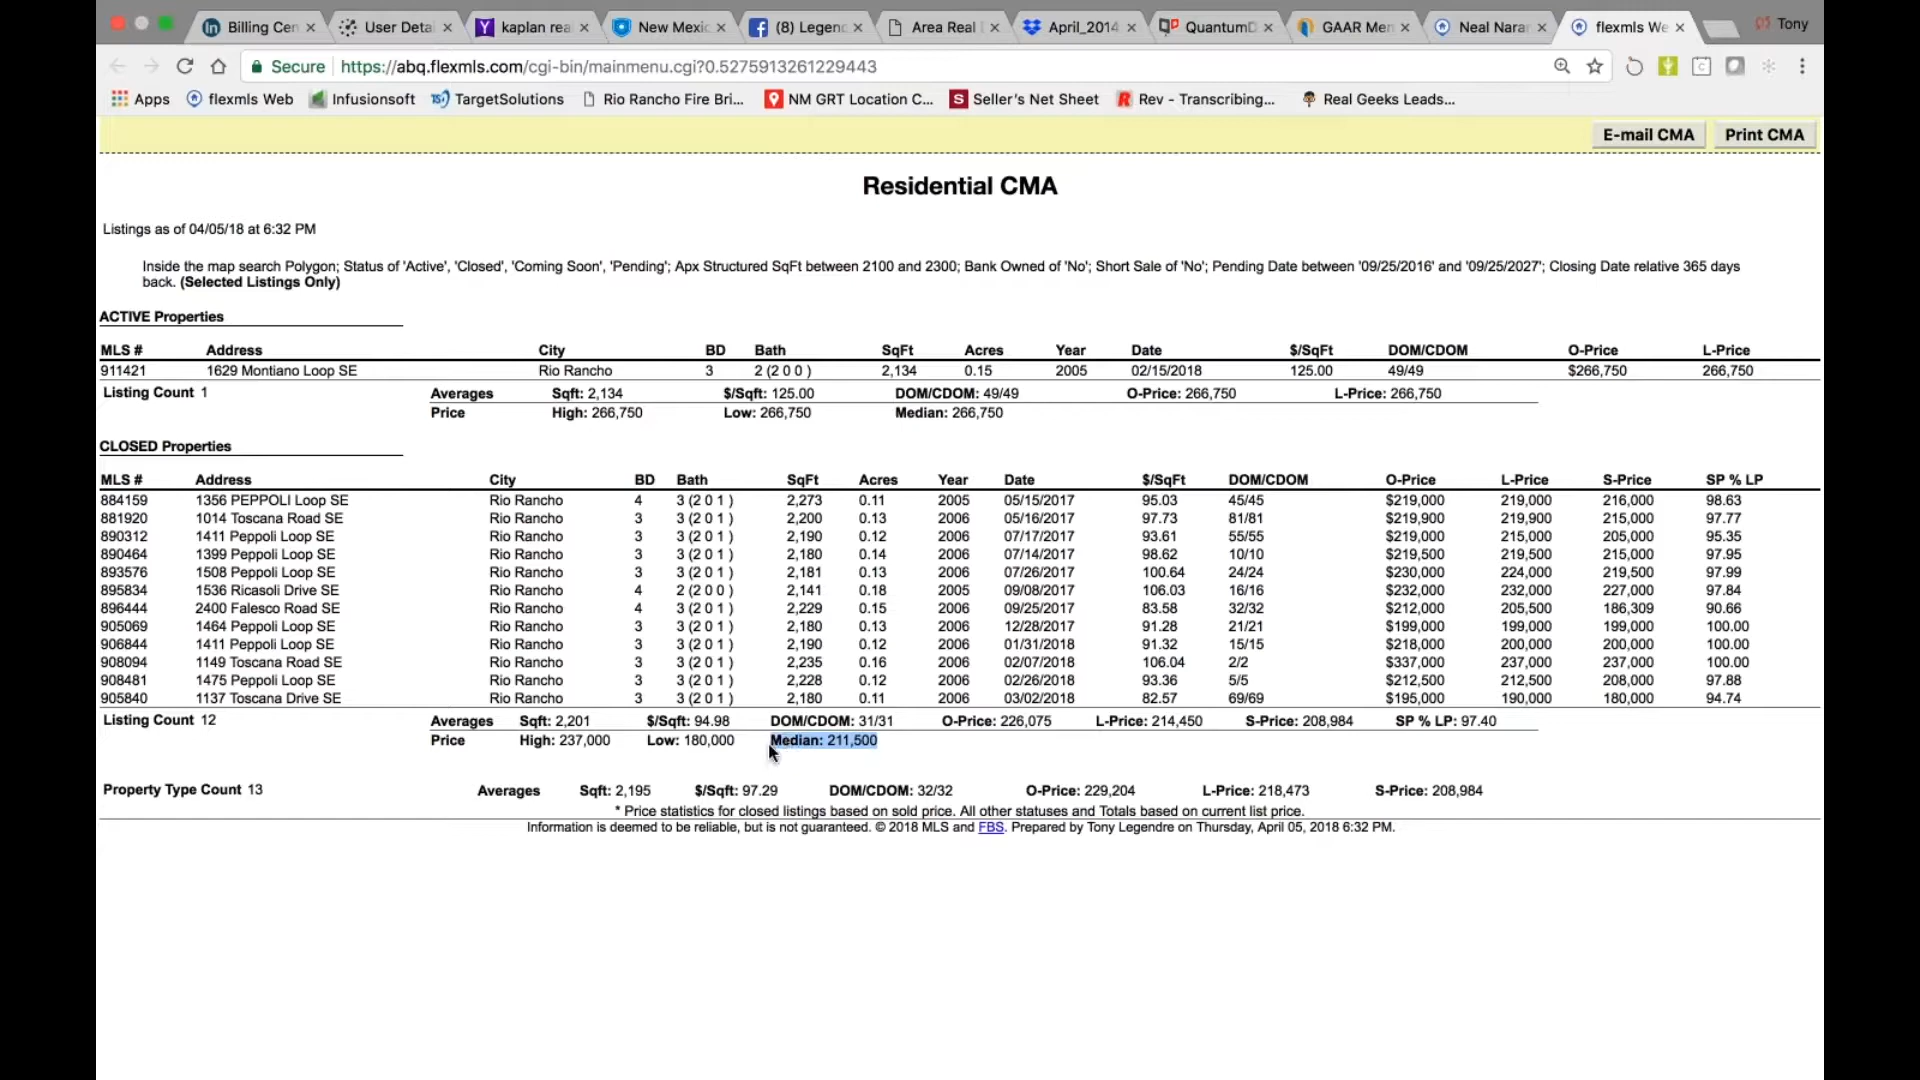 Billing Cen User Detai kaplan rea New Mexic (8) Legend Area Real April_2014 QuantumD GAAR Mem Neal Naran flexmls We Tony
Secure https://abq.flexmls.com/cgi-bin/mainmenu.cgi?0.5275913261229443
Apps flexmls Web Infusionsoft TargetSolutions Rio Rancho Fire Bri... NM GRT Location C... Seller's Net Sheet Rev - Transcribing... Real Geeks Leads...
E-mail CMA Print CMA
Residential CMA
Listings as of 04/05/18 at 6:32 PM
Inside the map search Polygon; Status of 'Active', 'Closed', 'Coming Soon', 'Pending'; Apx Structured SqFt between 2100 and 2300; Bank Owned of 'No'; Short Sale of 'No'; Pending Date between '09/25/2016' and '09/25/2027'; Closing Date relative 365 days
back. (Selected Listings Only)
ACTIVE Properties
MLS # Address City BD Bath SqFt Acres Year Date $/SqFt DOM/CDOM O-Price L-Price
911421 1629 Montiano Loop SE Rio Rancho 3 2 (2 0 0 ) 2,134 0.15 2005 02/15/2018 125.00 49/49 $266,750 266,750
Listing Count 1 Averages Sqft: 2,134 $/Sqft: 125.00 DOM/CDOM: 49/49 O-Price: 266,750 L-Price: 266,750
Price High: 266,750 Low: 266,750 Median: 266,750
CLOSED Properties
MLS # Address City BD Bath SqFt Acres Year Date $/SqFt DOM/CDOM O-Price L-Price S-Price SP % LP
884159 1356 PEPPOLI Loop SE Rio Rancho 4 3 (2 0 1 ) 2,273 0.11 2005 05/15/2017 95.03 45/45 $219,000 219,000 216,000 98.63
881920 1014 Toscana Road SE Rio Rancho 3 3 (2 0 1 ) 2,200 0.13 2006 05/16/2017 97.73 81/81 $219,900 219,900 215,000 97.77
890312 1411 Peppoli Loop SE Rio Rancho 3 3 (2 0 1 ) 2,190 0.12 2006 07/17/2017 93.61 55/55 $219,000 215,000 205,000 95.35
890464 1399 Peppoli Loop SE Rio Rancho 3 3 (2 0 1 ) 2,180 0.14 2006 07/14/2017 98.62 10/10 $219,500 219,500 215,000 97.95
893576 1508 Peppoli Loop SE Rio Rancho 3 3 (2 0 1 ) 2,181 0.13 2006 07/26/2017 100.64 24/24 $230,000 224,000 219,500 97.99
895834 1536 Ricasoli Drive SE Rio Rancho 4 2 (2 0 0 ) 2,141 0.18 2005 09/08/2017 106.03 16/16 $232,000 232,000 227,000 97.84
896444 2400 Falesco Road SE Rio Rancho 4 3 (2 0 1 ) 2,229 0.15 2006 09/25/2017 83.58 32/32 $212,000 205,500 186,309 90.66
905069 1464 Peppoli Loop SE Rio Rancho 3 3 (2 0 1 ) 2,180 0.13 2006 12/28/2017 91.28 21/21 $199,000 199,000 199,000 100.00
906844 1411 Peppoli Loop SE Rio Rancho 3 3 (2 0 1 ) 2,190 0.12 2006 01/31/2018 91.32 15/15 $218,000 200,000 200,000 100.00
908094 1149 Toscana Road SE Rio Rancho 3 3 (2 0 1 ) 2,235 0.16 2006 02/07/2018 106.04 2/2 $337,000 237,000 237,000 100.00
908481 1475 Peppoli Loop SE Rio Rancho 3 3 (2 0 1 ) 2,228 0.12 2006 02/26/2018 93.36 5/5 $212,500 212,500 208,000 97.88
905840 1137 Toscana Drive SE Rio Rancho 3 3 (2 0 1 ) 2,180 0.11 2006 03/02/2018 82.57 69/69 $195,000 190,000 180,000 94.74
Listing Count 12 Averages Sqft: 2,201 $/Sqft: 94.98 DOM/CDOM: 31/31 O-Price: 226,075 L-Price: 214,450 S-Price: 208,984 SP % LP: 97.40
Price High: 237,000 Low: 180,000 Median: 211,500
Property Type Count 13 Averages Sqft: 2,195 $/Sqft: 97.29 DOM/CDOM: 32/32 O-Price: 229,204 L-Price: 218,473 S-Price: 208,984
* Price statistics for closed listings based on sold price. All other statuses and Totals based on current list price.
Information is deemed to be reliable, but is not guaranteed. © 2018 MLS and FBS. Prepared by Tony Legendre on Thursday, April 05, 2018 6:32 PM.